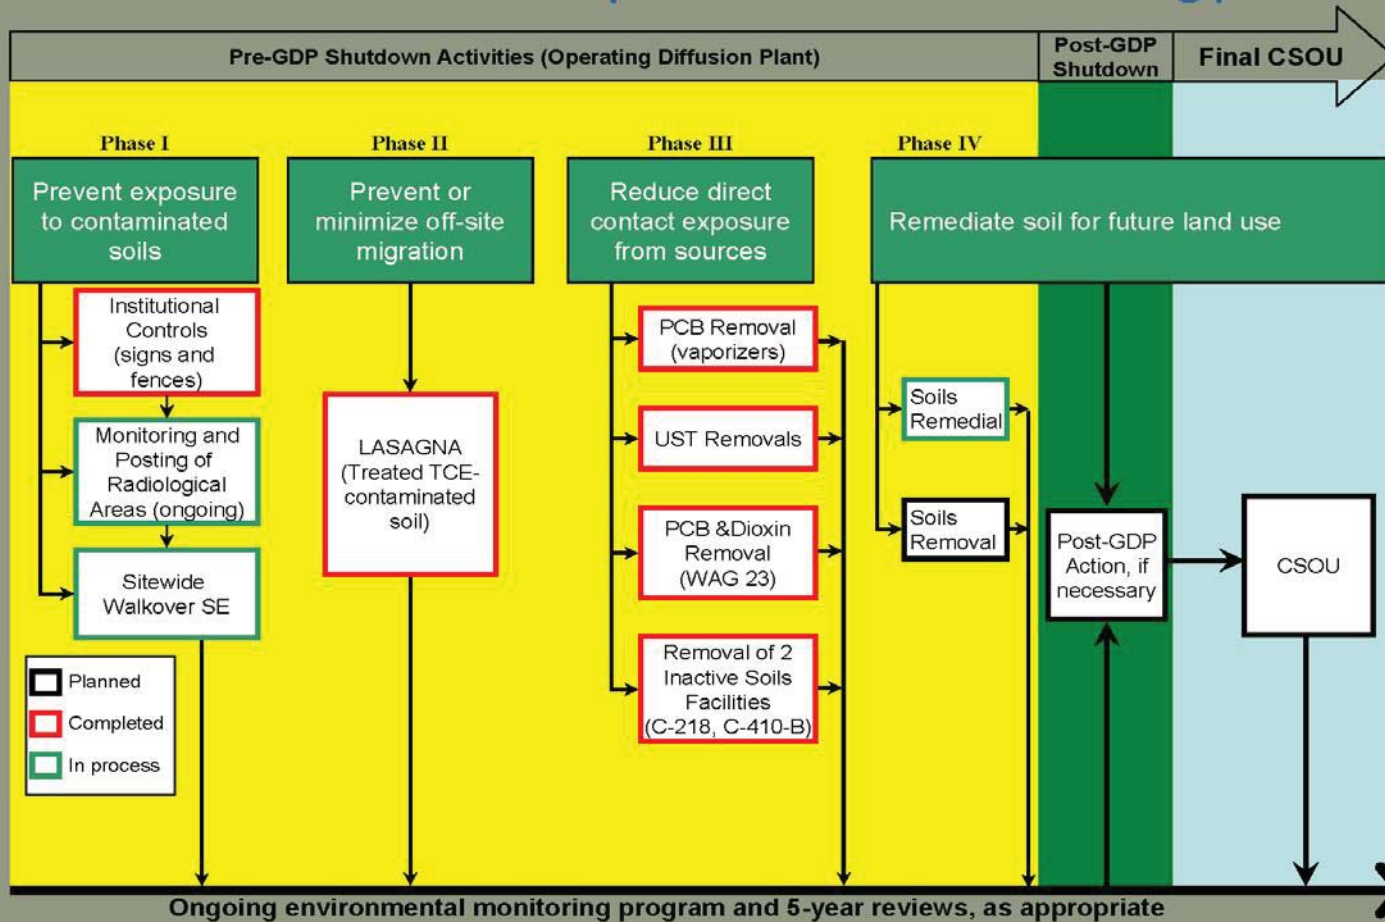 Pre-GDP Shutdown Activities (Operating Diffusion Plant)
Post-GDP
Shutdown
Final CSOU
Phase I
Prevent exposure
to contaminated
soils
Institutional
Controls
(signs and
fences)
Monitoring and
Posting of
Radiological
Areas (ongoing)
Sitewide
Walkover SE
Planned
Completed
In process
Phase II
Prevent or
minimize off-site
migration
LASAGNA
(Treated TCE-
contaminated
soil)
Phase III
Reduce direct
contact exposure
from sources
PCB Removal
(vaporizers)
UST Removals
PCB &Dioxin
Removal
(WAG 23)
Removal of 2
Inactive Soils
Facilities
(C-218, C-410-B)
Phase IV
Remediate soil for future land use
Soils
Remedial
Soils
Removal
Post-GDP
Action, if
necessary
CSOU
Ongoing environmental monitoring program and 5-year reviews, as appropriate